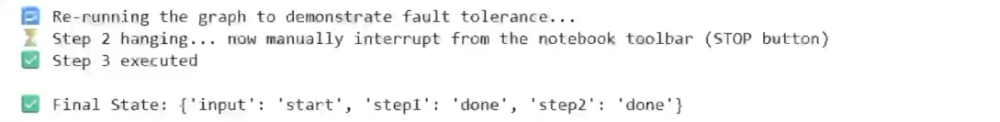 Re-running the graph to demonstrate fault tolerance...
Step 2 hanging... now manually interrupt from the notebook toolbar (STOP button)
Step 3 executed
Final State: {'input': 'start', 'step1': 'done', 'step2': 'done'}